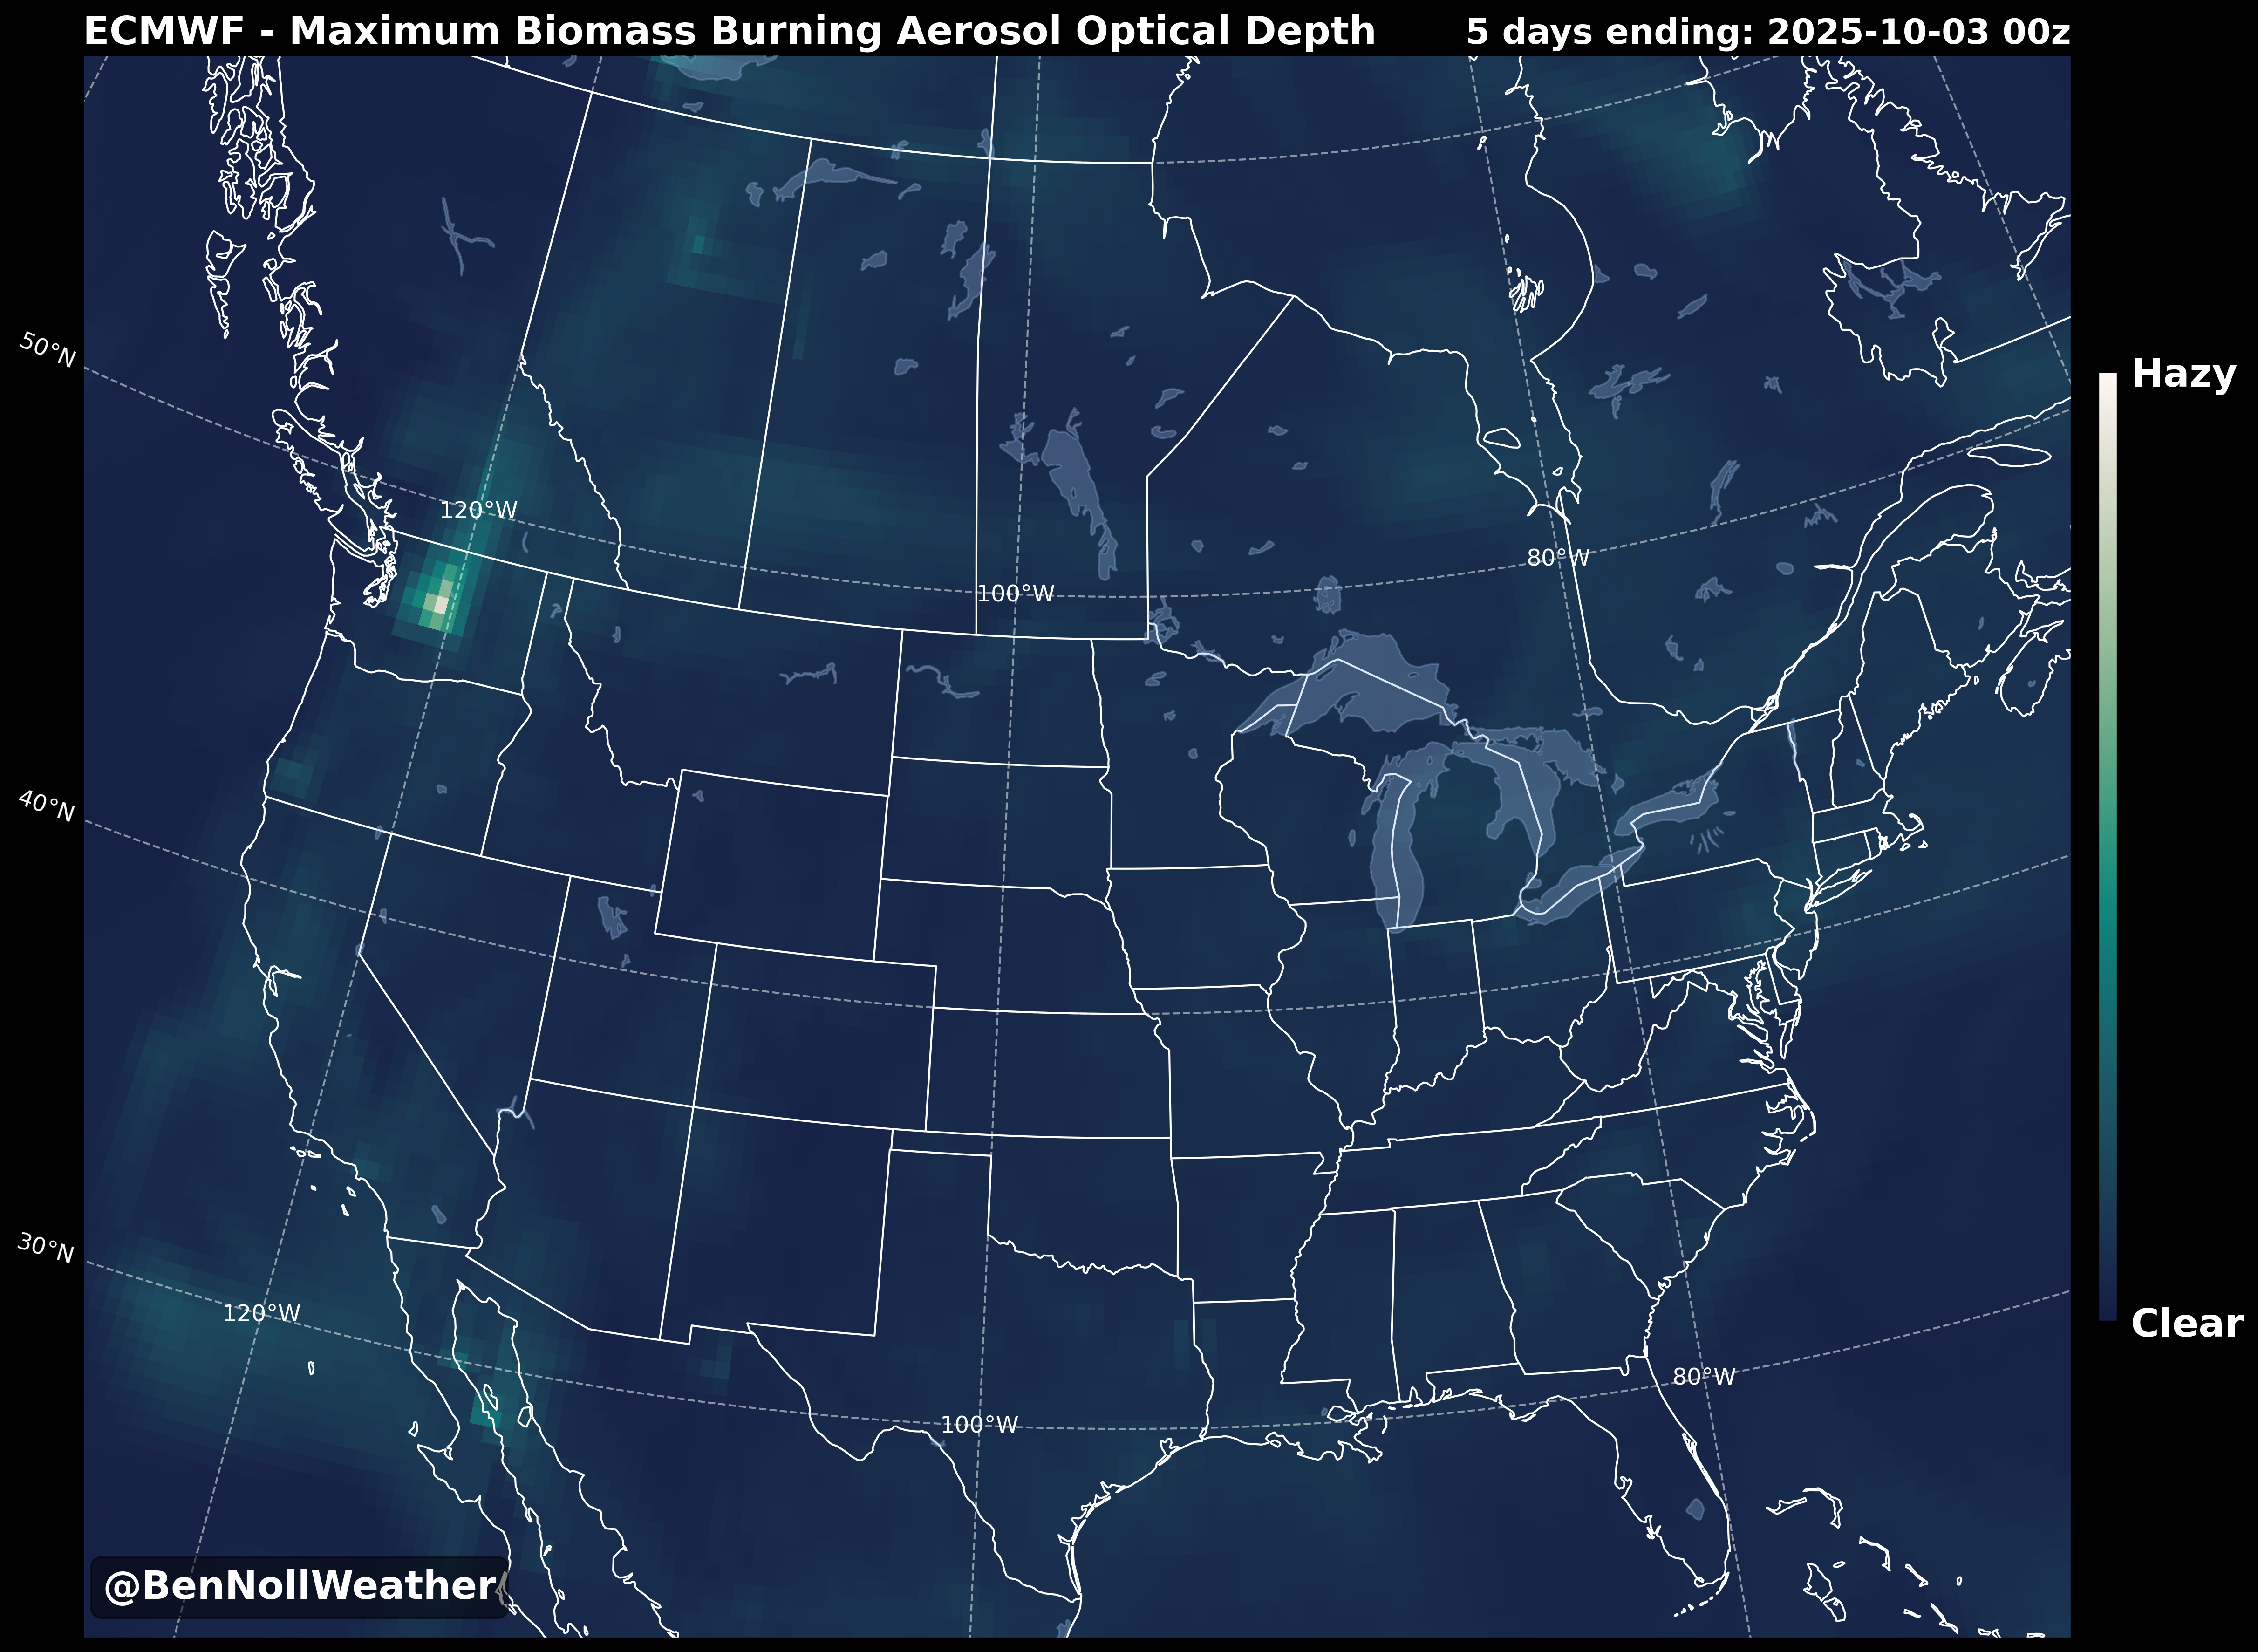 ECMWF - Maximum Biomass Burning Aerosol Optical Depth
5 days ending: 2025-10-03 00z
50°N
Hazy
120°W
80°W
100°W
40°N
30°N
120°W
Clear
80°W
100°W
@BenNollWeather